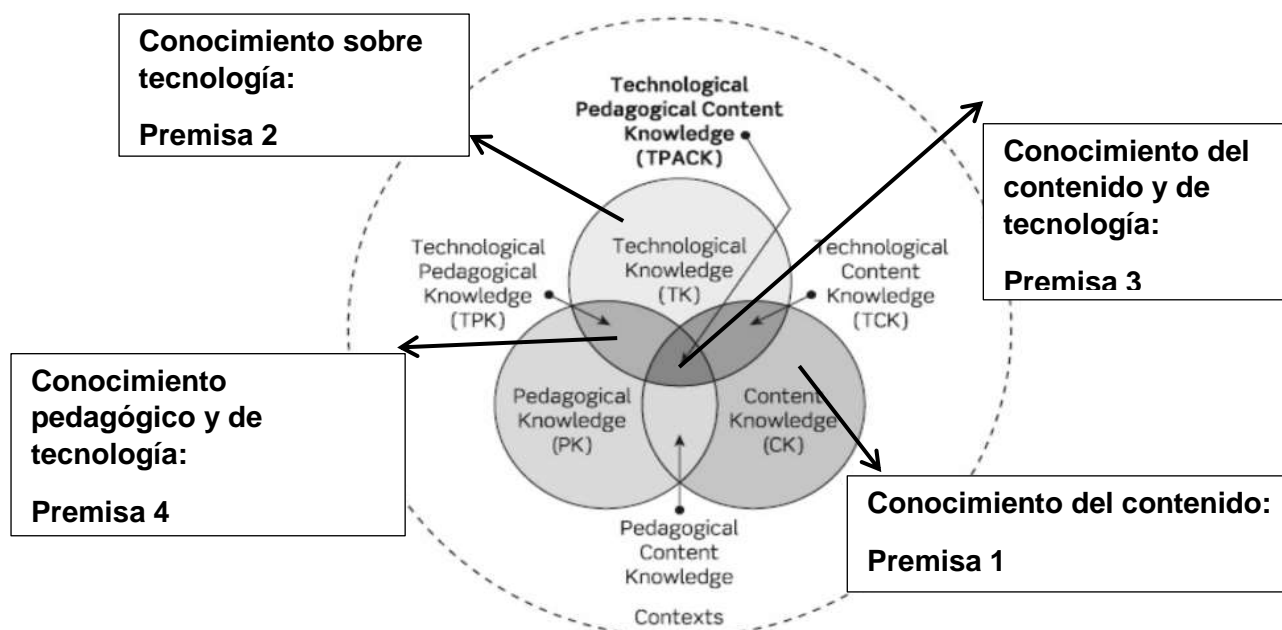 Conocimiento sobre
tecnología:
Premisa 2
Technological
Pedagogical Content
Knowledge
(TPACK)
Conocimiento del
contenido y de
tecnología:
Premisa 3
Technological
Pedagogical
Knowledge
(TPK)
Technological
Knowledge
(TK)
Technological
Content
Knowledge
(TCK)
Conocimiento
pedagógico y de
tecnología:
Premisa 4
Pedagogical
Knowledge
(PK)
Content
Knowledge
(CK)
Conocimiento del contenido:
Premisa 1
Pedagogical
Content
Knowledge
Contexts